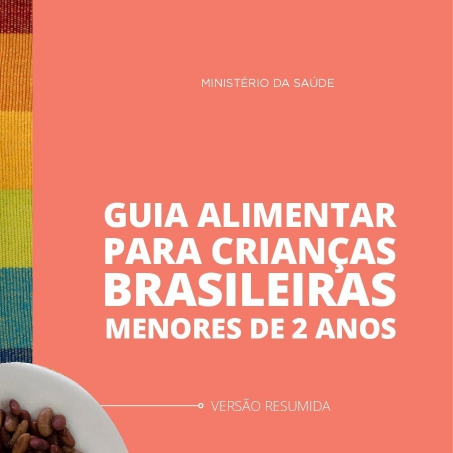 MINISTÉRIO DA SAÚDE
GUIA ALIMENTAR
PARA CRIANÇAS
BRASILEIRAS
MENORES DE 2 ANOS
VERSÃO RESUMIDA